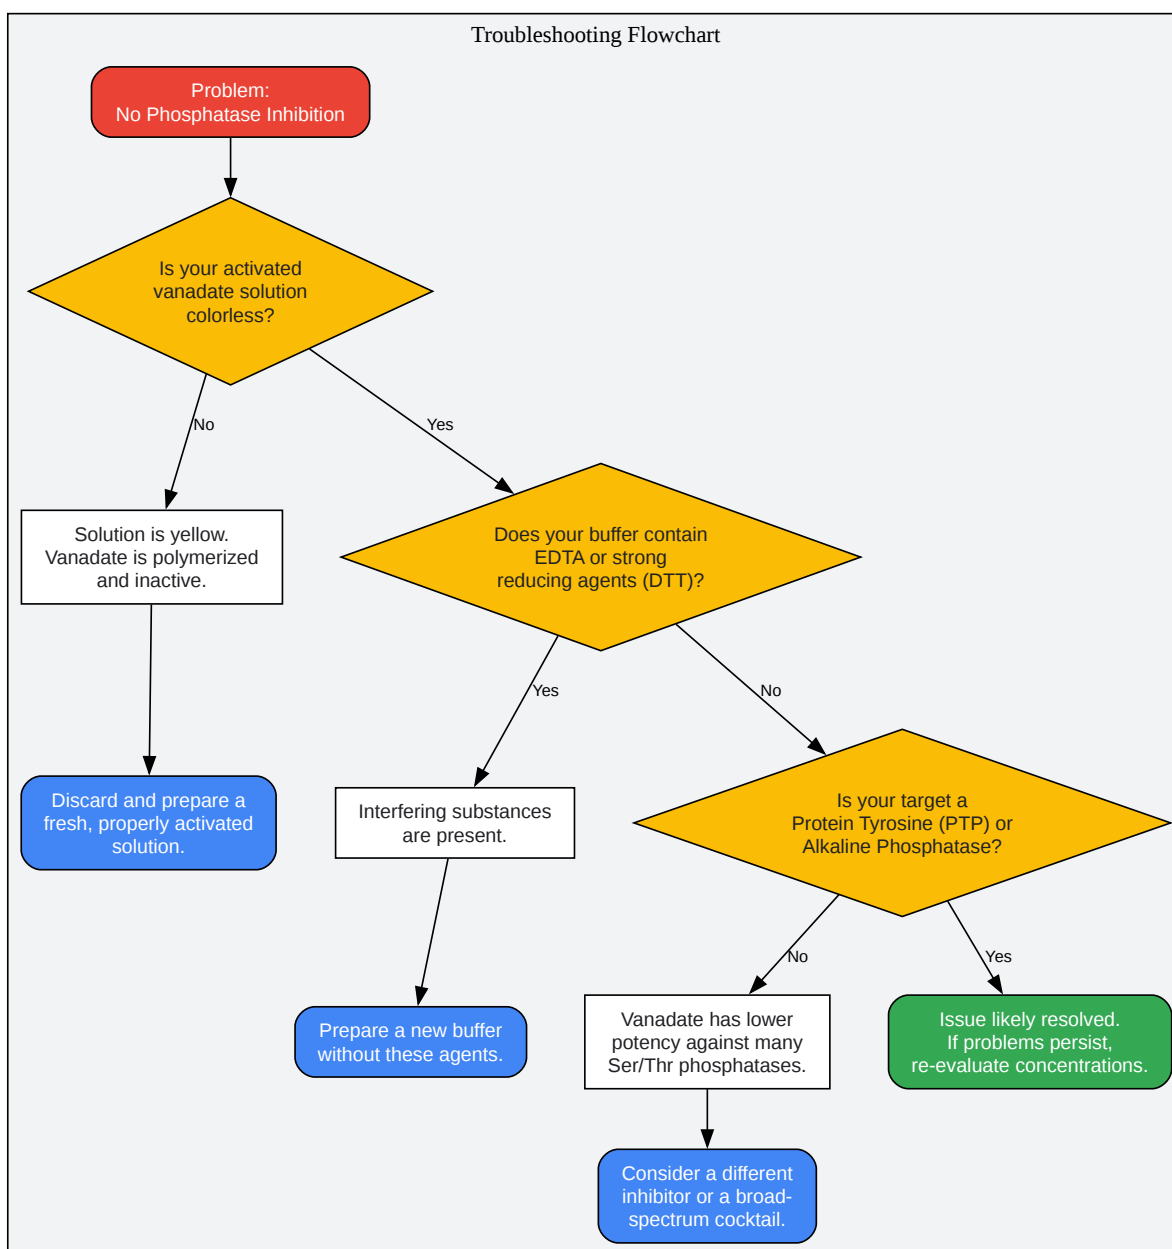 Troubleshooting Flowchart
Problem:
No Phosphatase Inhibition
Is your activated
vanadate solution
colorless?
No
Yes
Solution is yellow.
Vanadate is polymerized
and inactive.
Does your buffer contain
EDTA or strong
reducing agents (DTT)?
Yes
No
Discard and prepare a
fresh, properly activated
solution.
Interfering substances
are present.
Is your target a
Protein Tyrosine (PTP) or
Alkaline Phosphatase?
No
Yes
Prepare a new buffer
without these agents.
Vanadate has lower
potency against many
Ser/Thr phosphatases.
Issue likely resolved.
If problems persist,
re-evaluate concentrations.
Consider a different
inhibitor or a broad-
spectrum cocktail.